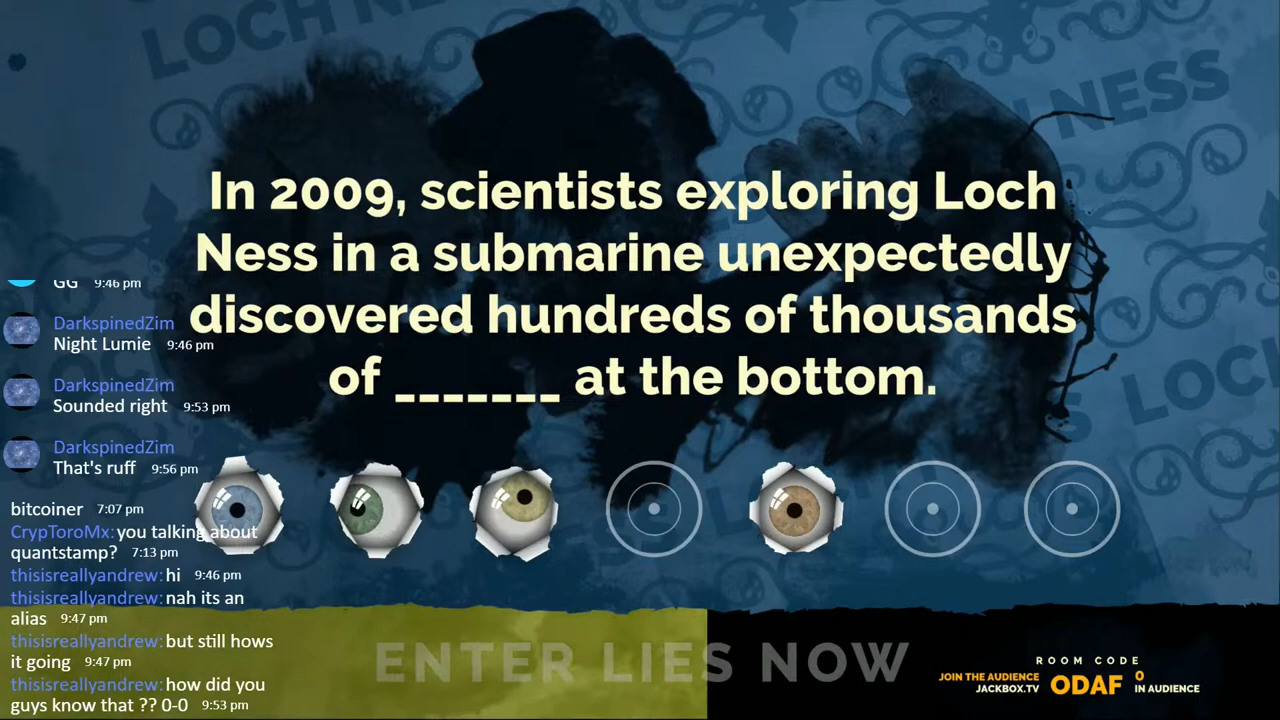 LOCH NESS
NESS
In 2009, scientists exploring Loch
Ness in a submarine unexpectedly
discovered hundreds of thousands
of _______ at the bottom.
LOCH
GG 9:46 pm
DarkspinedZim
Night Lumie 9:46 pm
DarkspinedZim
Sounded right 9:53 pm
DarkspinedZim
That's ruff 9:56 pm
bitcoiner 7:07 pm
CrypToroMx: you talking about
quantstamp? 7:13 pm
thisisreallyandrew: hi 9:46 pm
thisisreallyandrew: nah its an
alias 9:47 pm
thisisreallyandrew: but still hows
it going 9:47 pm
thisisreallyandrew: how did you
guys know that ?? 0-0 9:53 pm
ENTER LIES NOW
ROOM CODE
JOIN THE AUDIENCE
JACKBOX.TV
ODAF
0
IN AUDIENCE